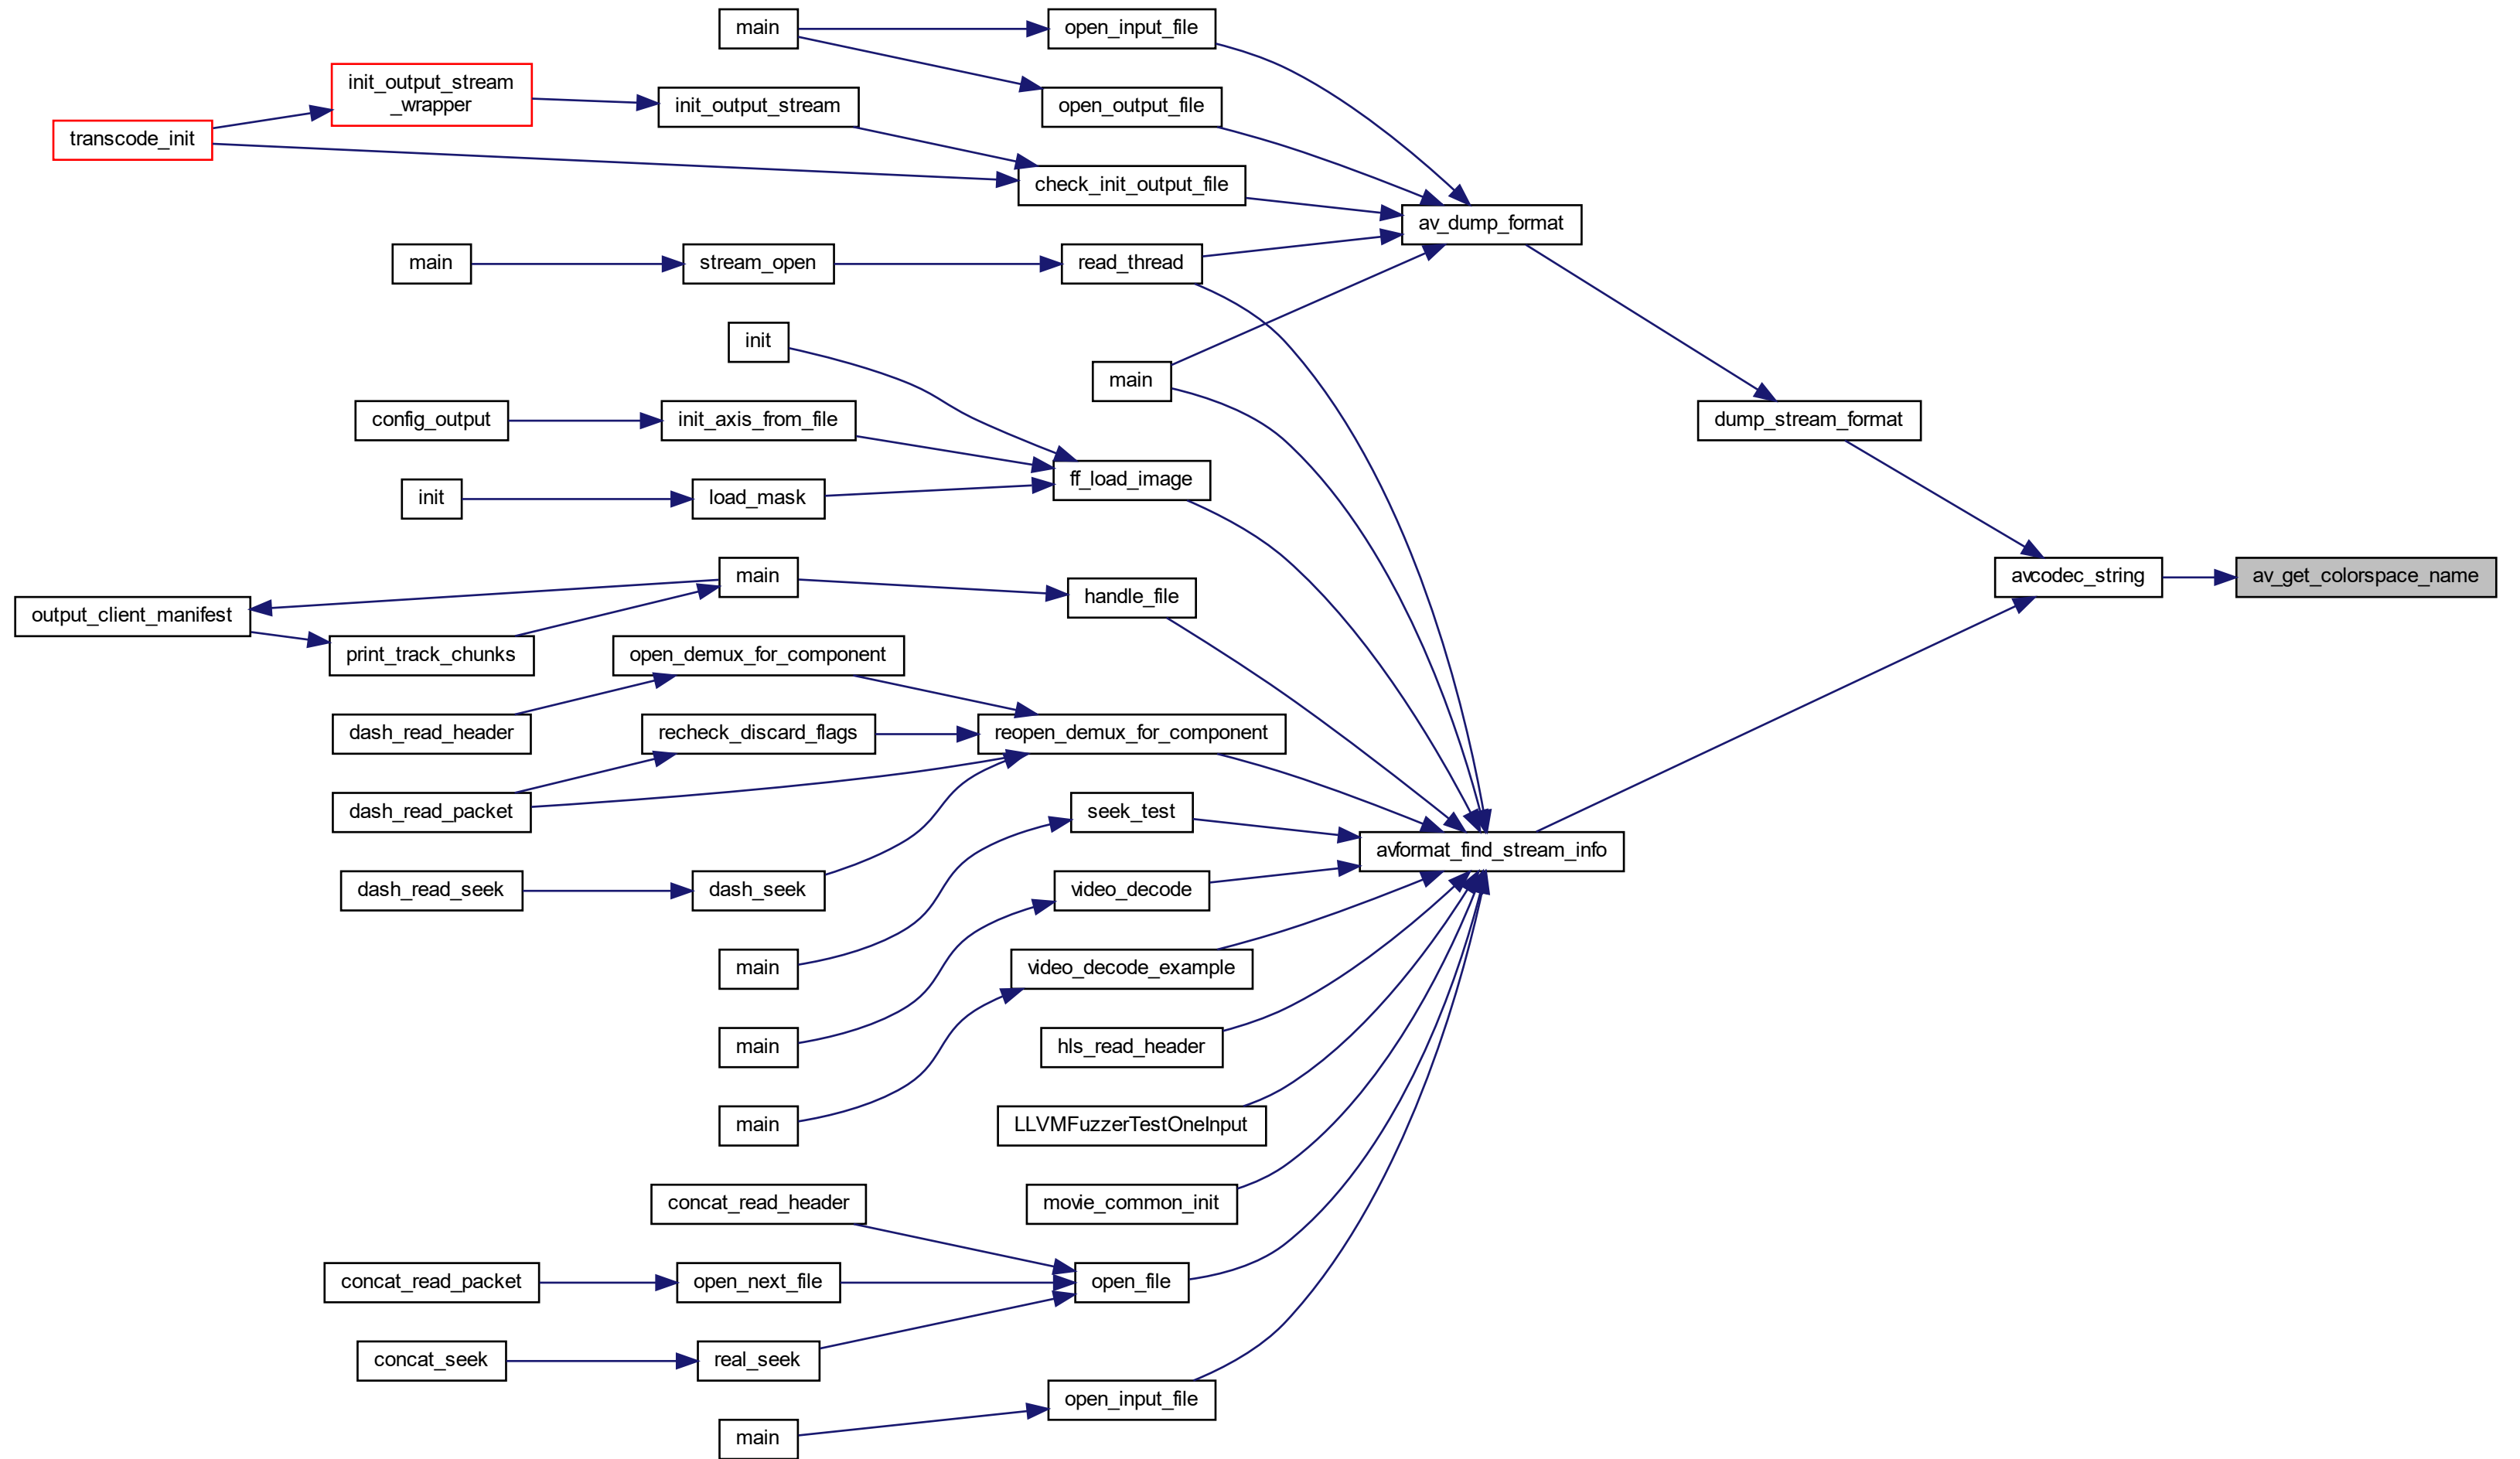 main
open_input_file
init_output_stream
_wrapper
init_output_stream
open_output_file
transcode_init
check_init_output_file
av_dump_format
main
stream_open
read_thread
init
main
config_output
init_axis_from_file
dump_stream_format
ff_load_image
init
load_mask
main
handle_file
avcodec_string
av_get_colorspace_name
output_client_manifest
print_track_chunks
open_demux_for_component
dash_read_header
recheck_discard_flags
reopen_demux_for_component
dash_read_packet
seek_test
avformat_find_stream_info
dash_read_seek
dash_seek
video_decode
main
video_decode_example
main
hls_read_header
main
LLVMFuzzerTestOneInput
concat_read_header
movie_common_init
concat_read_packet
open_next_file
open_file
concat_seek
real_seek
open_input_file
main